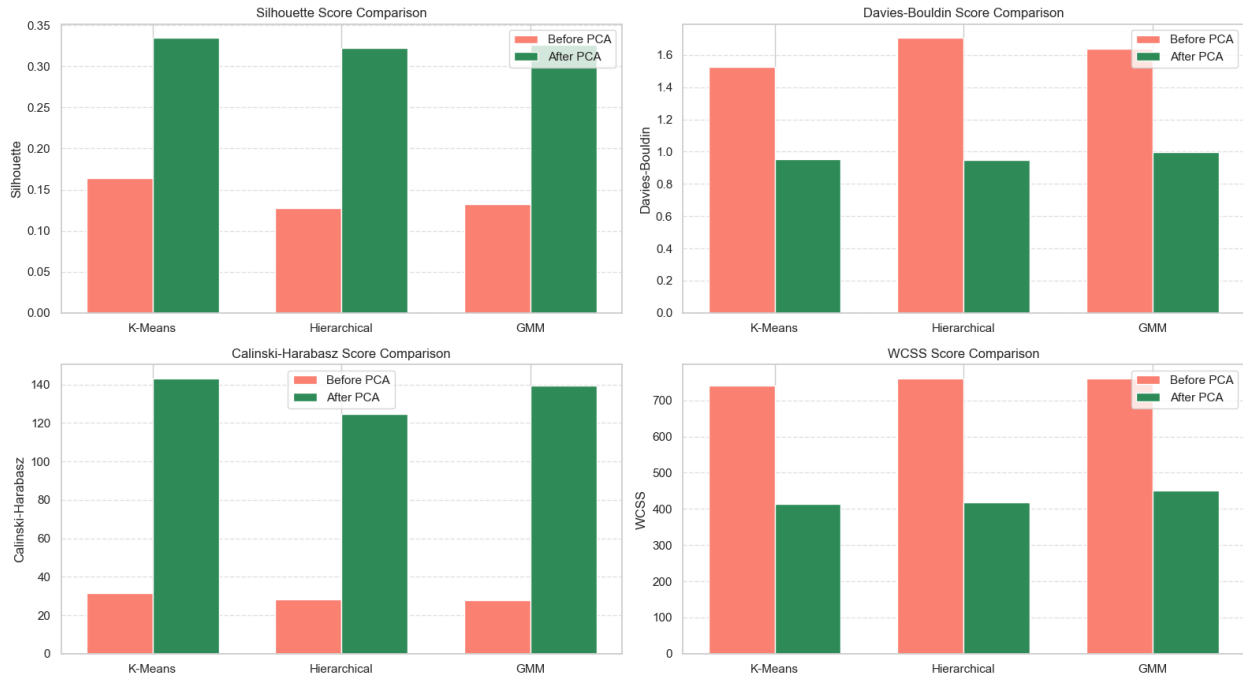 Silhouette Score Comparison
Silhouette
0.35
0.30
0.25
0.20
0.15
0.10
0.05
0.00
Before PCA
After PCA
K-Means Hierarchical GMM
Davies-Bouldin Score Comparison
Davies-Bouldin
1.6
1.4
1.2
1.0
0.8
0.6
0.4
0.2
0.0
Before PCA
After PCA
K-Means Hierarchical GMM
Calinski-Harabasz Score Comparison
Calinski-Harabasz
140
120
100
80
60
40
20
0
Before PCA
After PCA
K-Means Hierarchical GMM
WCSS Score Comparison
WCSS
700
600
500
400
300
200
100
0
Before PCA
After PCA
K-Means Hierarchical GMM